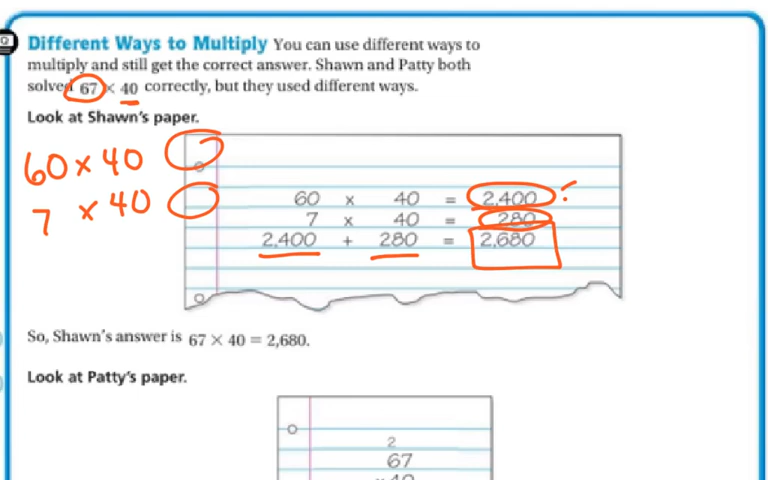 Different Ways to Multiply You can use different ways to
multiply and still get the correct answer. Shawn and Patty both
solved 67 × 40 correctly, but they used different ways.
Look at Shawn's paper.
60 x 40
7 x 40
60 x 40 = 2,400
7 x 40 = 280
2,400 + 280 = 2,680
So, Shawn's answer is 67 × 40 = 2,680.
Look at Patty's paper.
2
67
×40